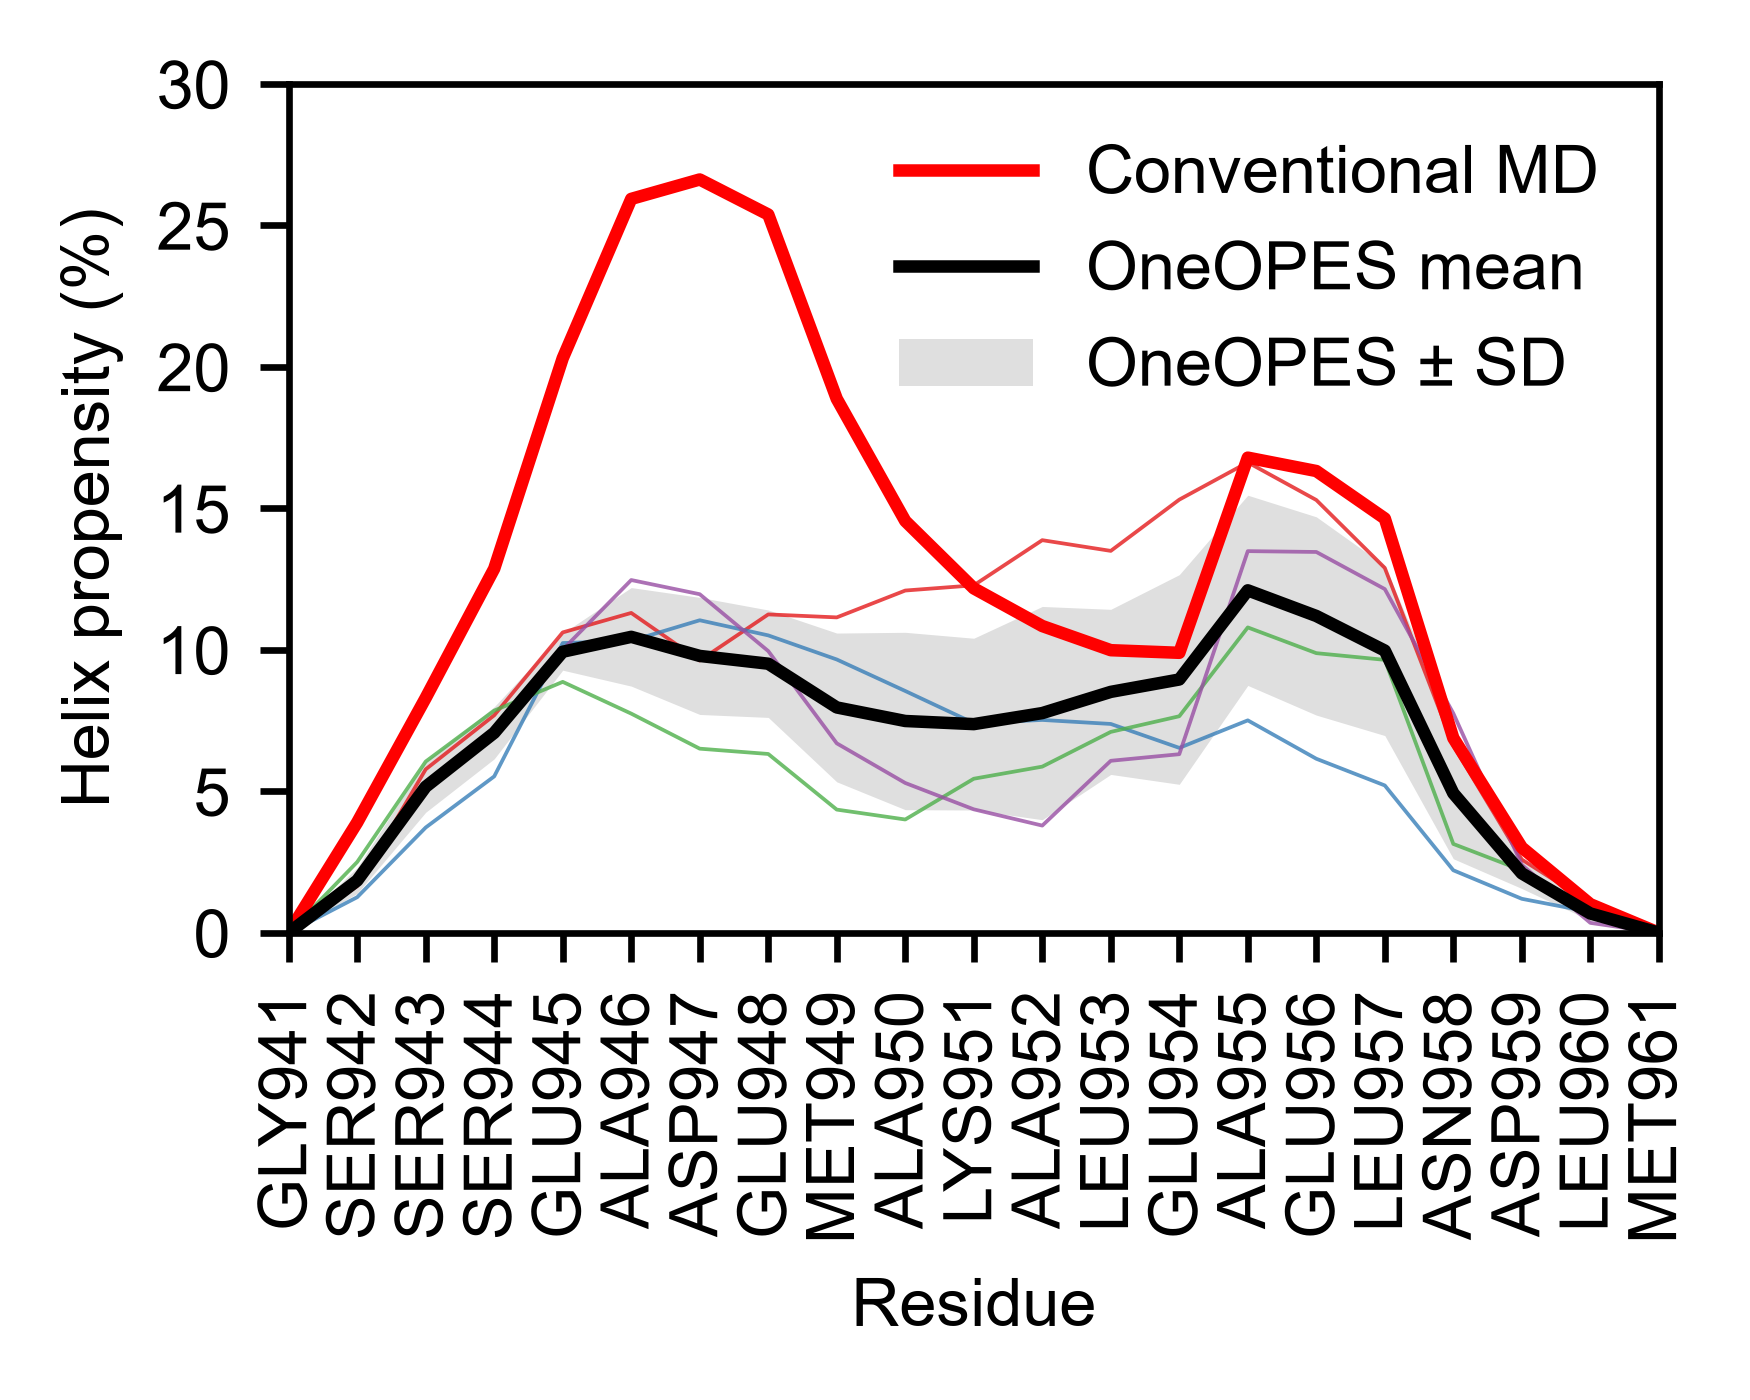 30
25
20
15
10
5
0
Helix propensity (%)
Conventional MD
OneOPES mean
OneOPES ± SD
GLY941
SER942
SER943
SER944
GLU945
ALA946
ASP947
GLU948
MET949
ALA950
LYS951
ALA952
LEU953
GLU954
ALA955
GLU956
LEU957
ASN958
ASP959
LEU960
MET961
Residue